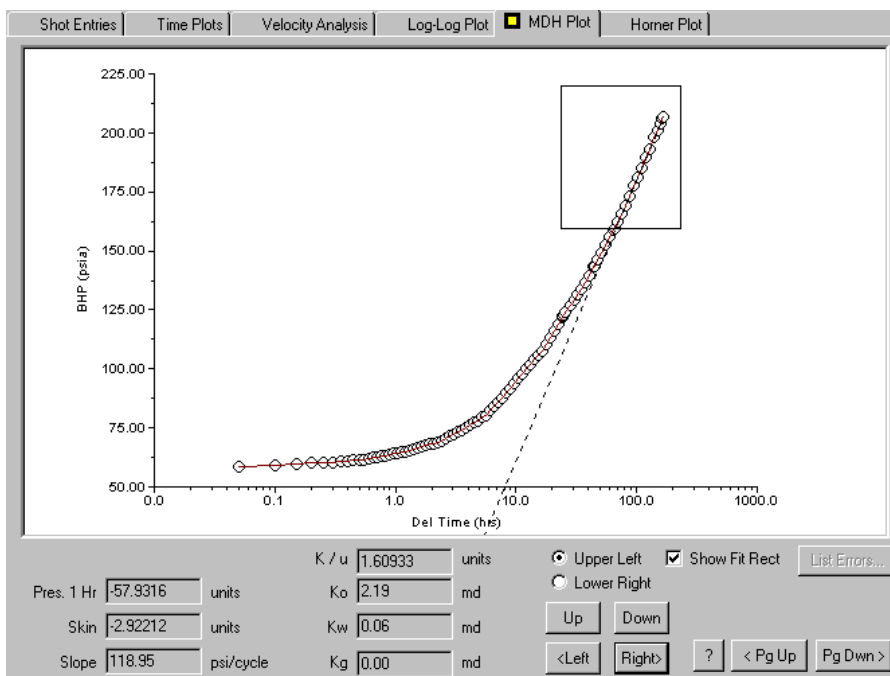 Shot Entries Time Plots Velocity Analysis Log-Log Plot MDH Plot Horner Plot
225.00
200.00
175.00
150.00
125.00
100.00
75.00
50.00
BHP (psia)
0.0 0.1 1.0 10.0 100.0 1000.0
Del Time (hrs)
K / u 1.60933 units
Pres. 1 Hr -57.9316 units
Ko 2.19 md
Skin -2.92212 units
Kw 0.06 md
Slope 118.95 psi/cycle
Kg 0.00 md
Upper Left Show Fit Rect List Errors...
Lower Right
Up Down
<Left Right> ? < Pg Up Pg Dwn >